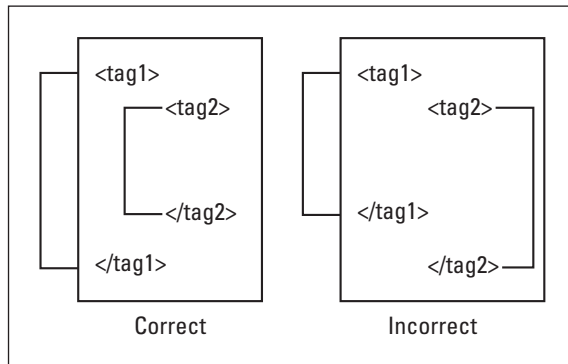 <tag1>
<tag2>
</tag2>
</tag1>
Correct
<tag1>
<tag2>
</tag1>
</tag2>
Incorrect